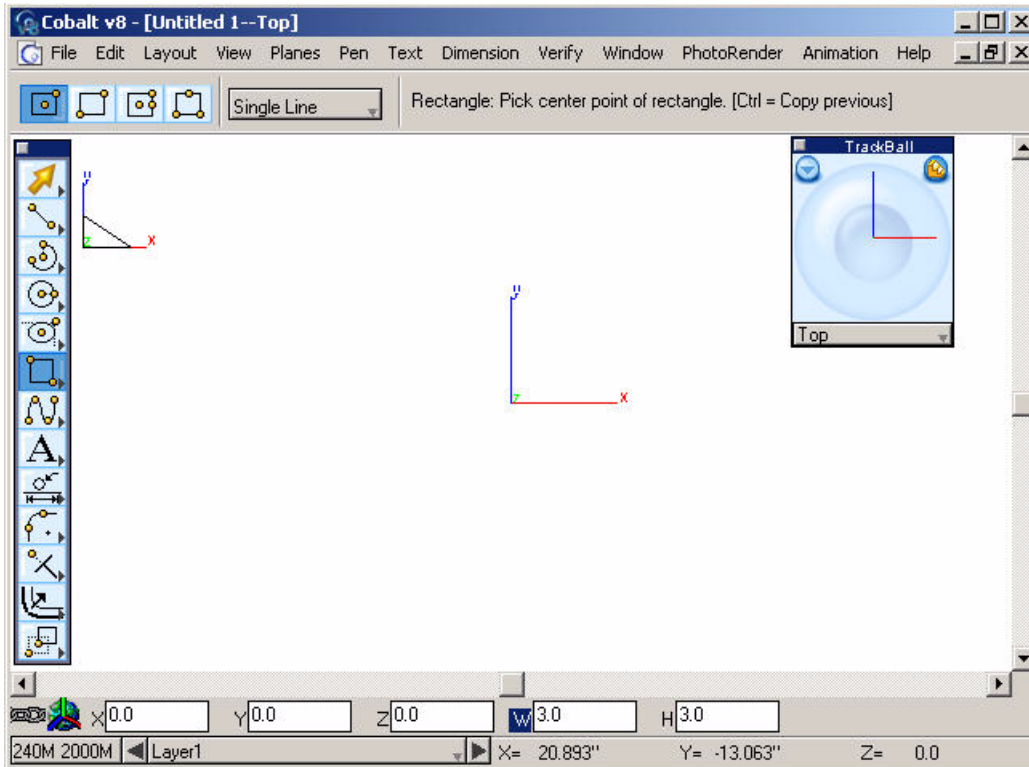 Cobalt v8 - [Untitled 1--Top]
File Edit Layout View Planes Pen Text Dimension Verify Window PhotoRender Animation Help
Single Line
Rectangle: Pick center point of rectangle. [Ctrl = Copy previous]
TrackBall
y
z
x
y
z
x
Top
A
X 0.0 Y 0.0 Z 0.0 W 3.0 H 3.0
240M 2000M Layer1 X= 20.893" Y= -13.063" Z= 0.0